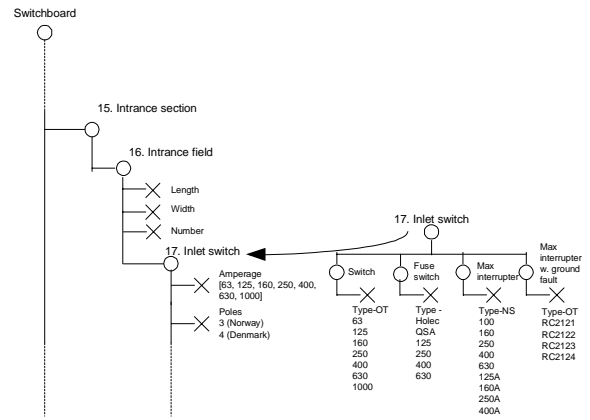 Switchboard
15. Intrance section
16. Intrance field
Length
Width
Number
17. Inlet switch
Amperage
[63, 125, 160, 250, 400,
630, 1000]
Poles
3 (Norway)
4 (Denmark)
17. Inlet switch
Switch
Type-OT
63
125
160
250
400
630
1000
Fuse
switch
Type -
Holec
QSA
125
250
400
630
Max
interrupter
Type-NS
100
160
250
400
630
125A
160A
250A
400A
Max
interrupter
w. ground
fault
Type-OT
RC2121
RC2122
RC2123
RC2124